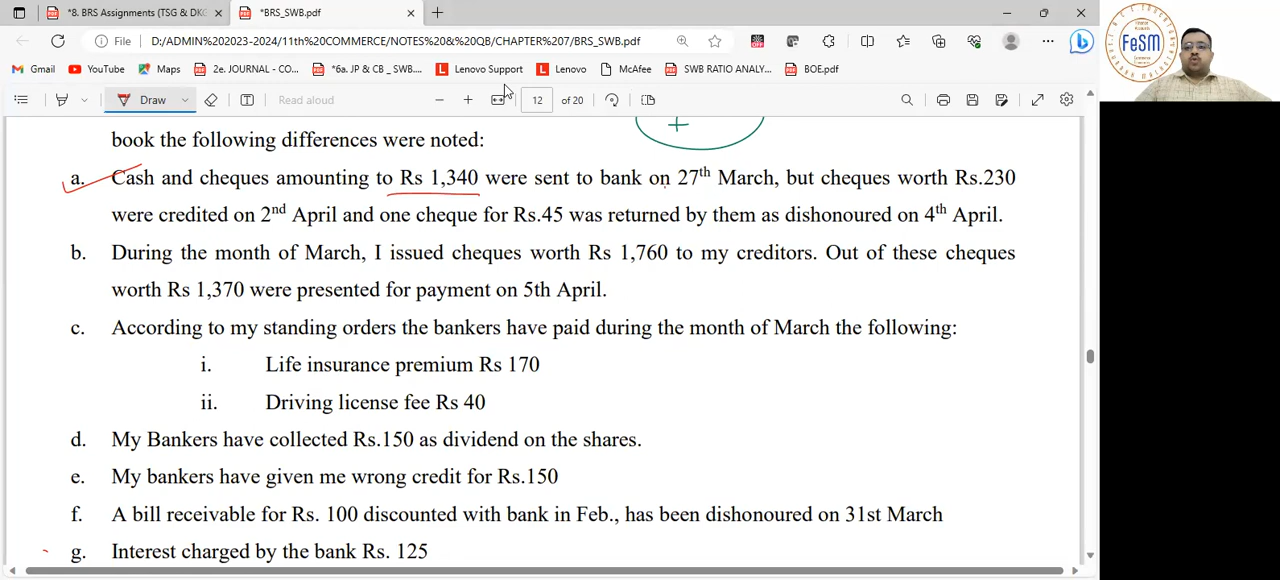 *8. BRS Assignments (TSG & DKG
*BRS_SWB.pdf
File D:/ADMIN%202023-2024/11th%20COMMERCE/NOTES%20&%20QB/CHAPTER%207/BRS_SWB.pdf
Gmail YouTube Maps 2e. JOURNAL - CO... *6a. JP & CB _ SWB.... Lenovo Support Lenovo McAfee SWB RATIO ANALY... BOE.pdf
Draw Read aloud 12 of 20
book the following differences were noted:
a. Cash and cheques amounting to Rs 1,340 were sent to bank on 27th March, but cheques worth Rs.230
were credited on 2nd April and one cheque for Rs.45 was returned by them as dishonoured on 4th April.
b. During the month of March, I issued cheques worth Rs 1,760 to my creditors. Out of these cheques
worth Rs 1,370 were presented for payment on 5th April.
c. According to my standing orders the bankers have paid during the month of March the following:
i. Life insurance premium Rs 170
ii. Driving license fee Rs 40
d. My Bankers have collected Rs.150 as dividend on the shares.
e. My bankers have given me wrong credit for Rs.150
f. A bill receivable for Rs. 100 discounted with bank in Feb., has been dishonoured on 31st March
g. Interest charged by the bank Rs. 125
FeSM